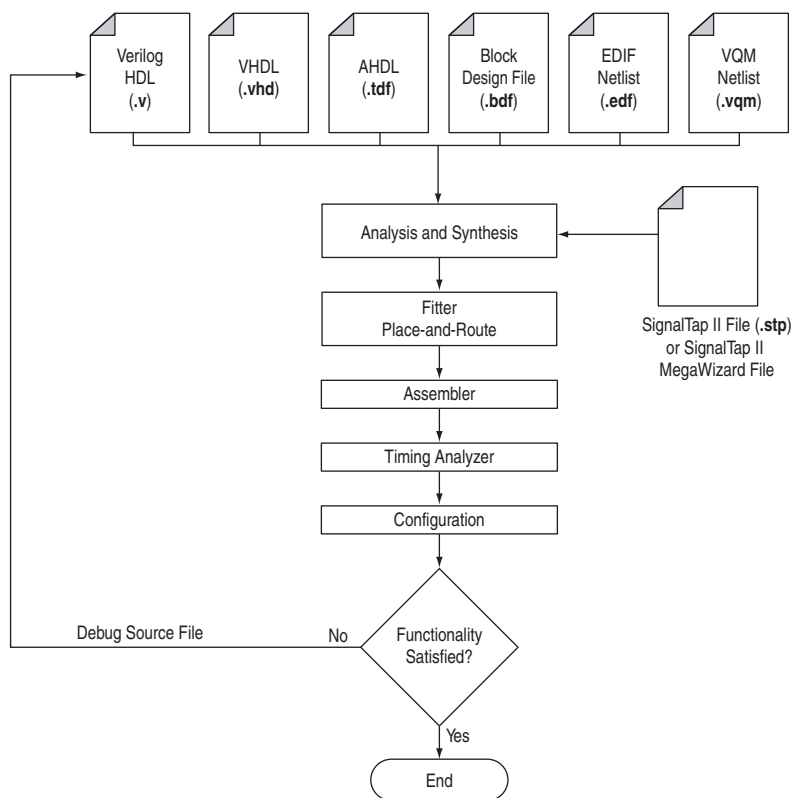 Verilog
HDL
(.v)
VHDL
(.vhd)
AHDL
(.tdf)
Block
Design File
(.bdf)
EDIF
Netlist
(.edf)
VQM
Netlist
(.vqm)
Analysis and Synthesis
SignalTap II File (.stp)
or SignalTap II
MegaWizard File
Fitter
Place-and-Route
Assembler
Timing Analyzer
Configuration
Functionality
Satisfied?
No
Debug Source File
Yes
End